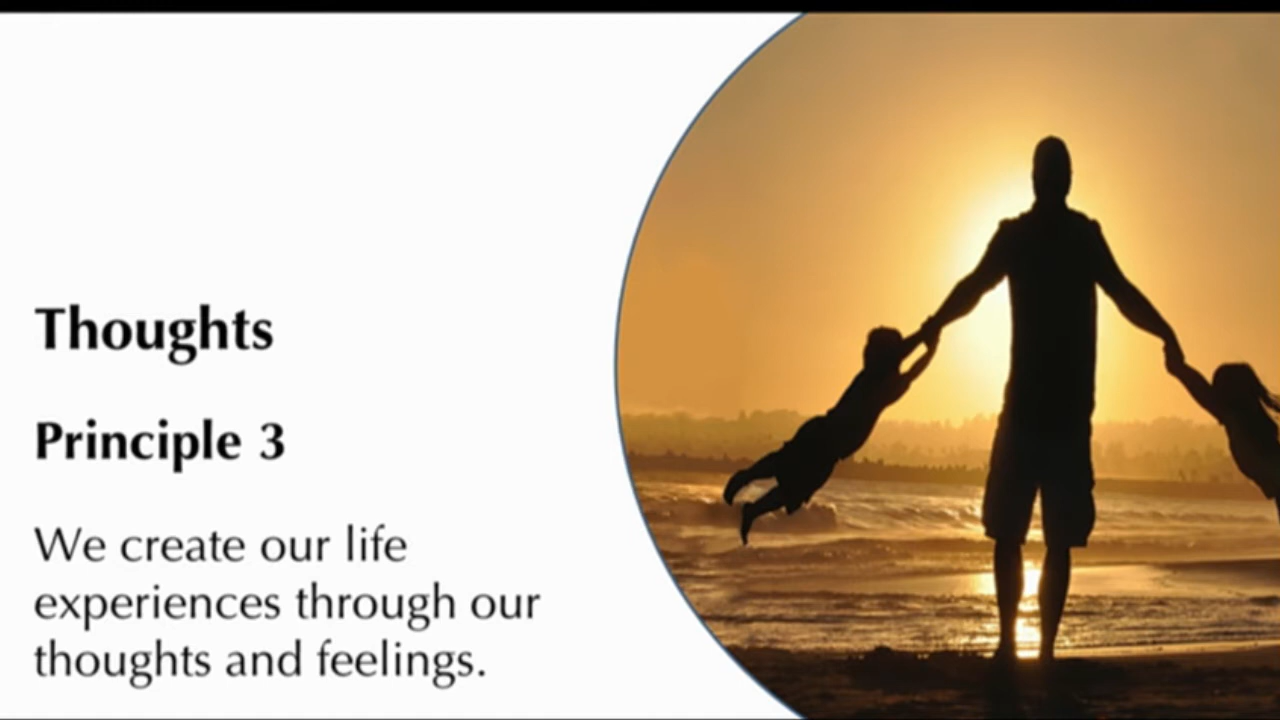 Thoughts
Principle 3
We create our life
experiences through our
thoughts and feelings.